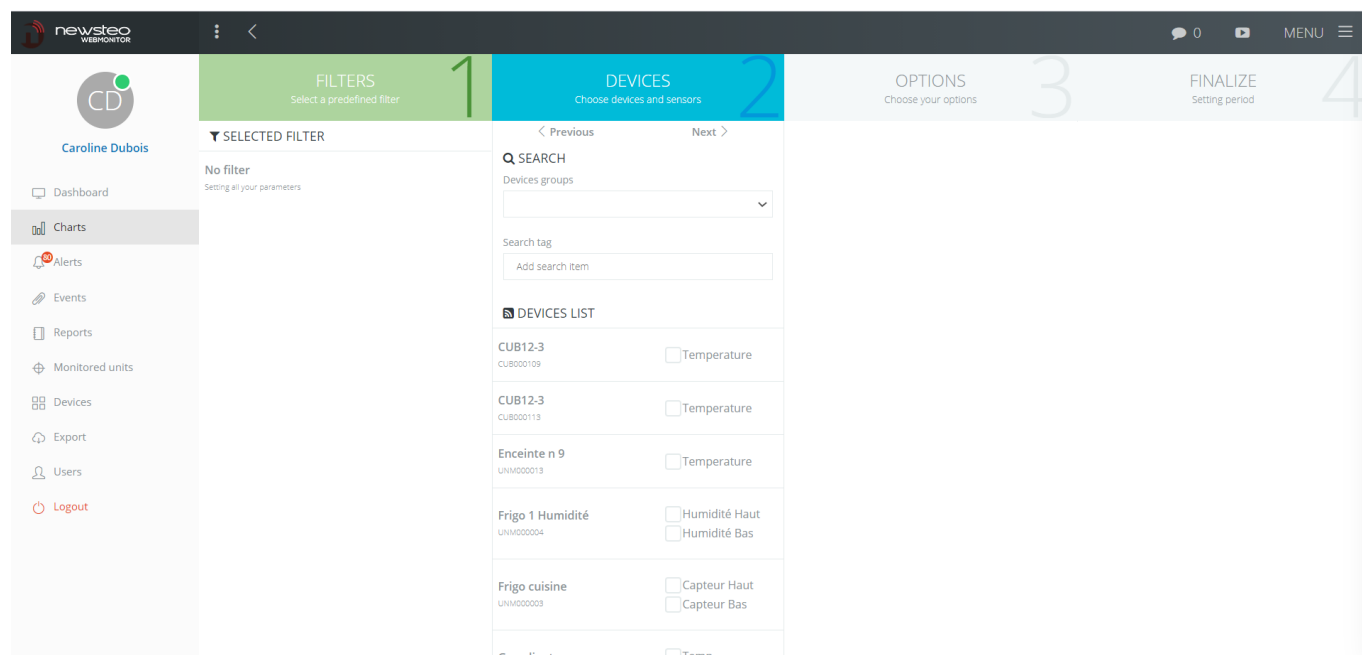 newsteo
WEBMONITOR
0
MENU
CD
Caroline Dubois
Dashboard
Charts
80
Alerts
Events
Reports
Monitored units
Devices
Export
Users
Logout
FILTERS
Select a predefined filter
1
SELECTED FILTER
No filter
Setting all your parameters
DEVICES
Choose devices and sensors
2
Previous
Next
SEARCH
Devices groups
Search tag
Add search item
DEVICES LIST
CUB12-3
CUB000109
Temperature
CUB12-3
CUB000113
Temperature
Enceinte n 9
UNM000013
Temperature
Frigo 1 Humidité
UNM000004
Humidité Haut
Humidité Bas
Frigo cuisine
UNM000003
Capteur Haut
Capteur Bas
OPTIONS
Choose your options
3
FINALIZE
Setting period
4